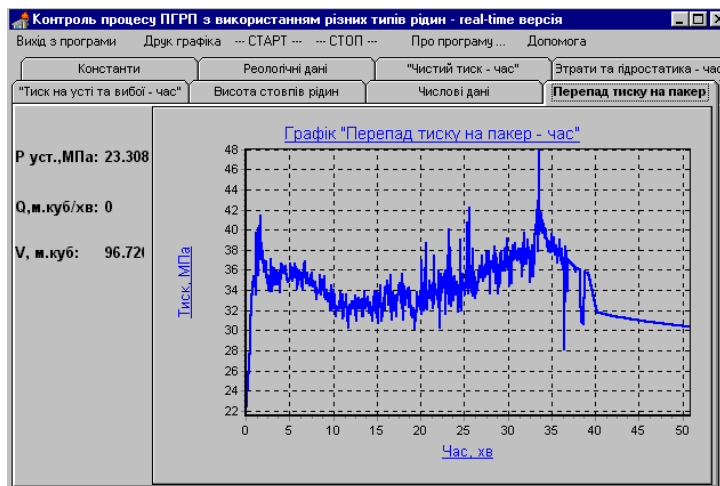 Контроль процесу ПГРП з використанням різних типів рідин - real-time версія
Вихід з програми Друк графіка --- СТАРТ --- --- СТОП --- Про програму ... Допомога
Константи Реологічні дані "Чистий тиск - час" Втрати та гідростатика - час
"Тиск на усті та вибої - час" Висота стовпів рідин Числові дані Перепад тиску на пакер
Графік "Перепад тиску на пакер - час"
Р уст.,МПа: 23.308
Q,м.куб/хв: 0
V, м.куб: 96.72
Тиск, МПа
48
46
44
42
40
38
36
34
32
30
28
26
24
22
0 5 10 15 20 25 30 35 40 45 50
Час, хв